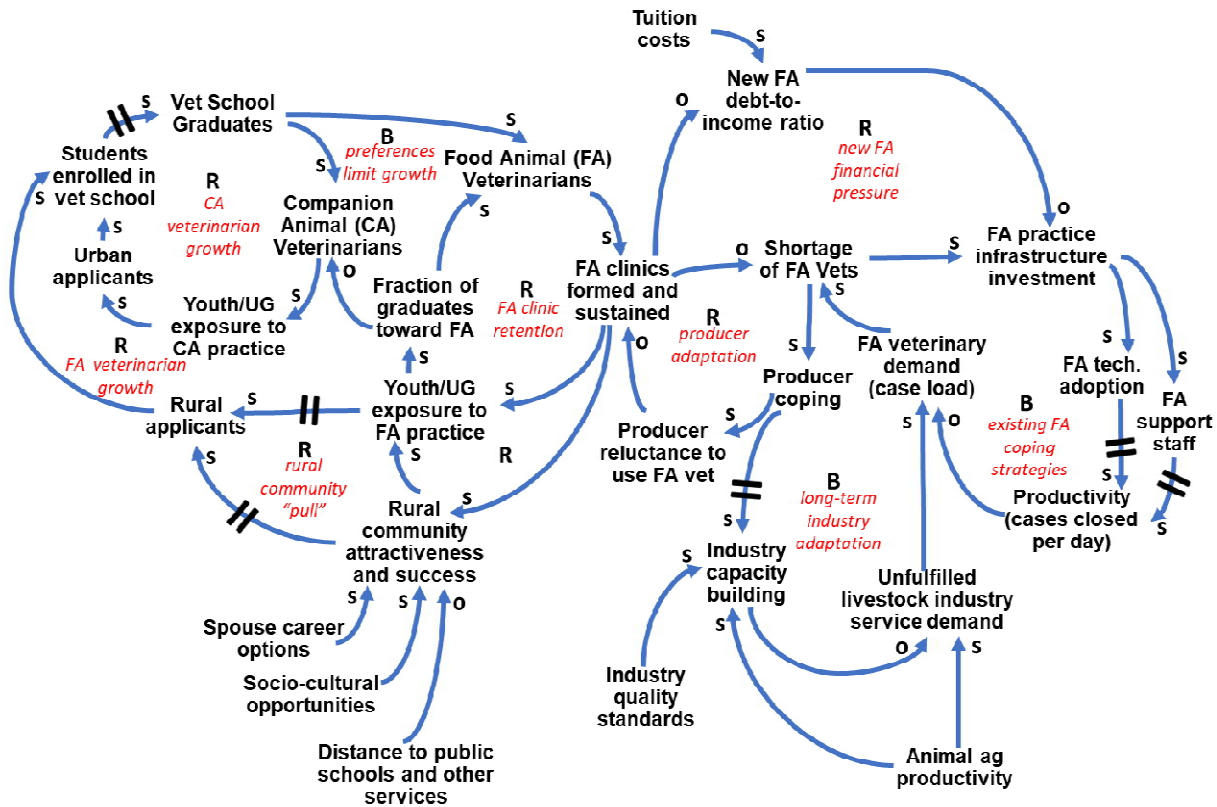 Tuition
costs
s
New FA
debt-to-
income ratio
o
R
new FA
financial
pressure
o
Vet School
Graduates
s
s
s
B
preferences
limit growth
Food Animal (FA)
Veterinarians
s
s
Students
enrolled in
vet school
s
s
R
CA
veterinarian
growth
Companion
Animal (CA)
Veterinarians
o
s
Urban
applicants
s
Youth/UG
exposure to
CA practice
Fraction of
graduates
toward FA
s
R
FA clinic
retention
FA clinics
formed and
sustained
o
o
Shortage
of FA Vets
s
s
s
FA practice
infrastructure
investment
s
s
R
producer
adaptation
R
FA veterinarian
growth
Rural
applicants
s
s
Youth/UG
exposure to
FA practice
s
s
R
R
rural
community
"pull"
Producer
coping
s
s
Producer
reluctance to
use FA vet
FA veterinary
demand
(case load)
s
o
FA tech.
adoption
FA
support
staff
s
s
B
existing FA
coping
strategies
Productivity
(cases closed
per day)
B
long-term
industry
adaptation
Rural
community
attractiveness
and success
s
s
s
o
Industry
capacity
building
s
s
Unfulfilled
livestock industry
service demand
o
s
Spouse career
options
Socio-cultural
opportunities
Distance to public
schools and other
services
Industry
quality
standards
Animal ag
productivity